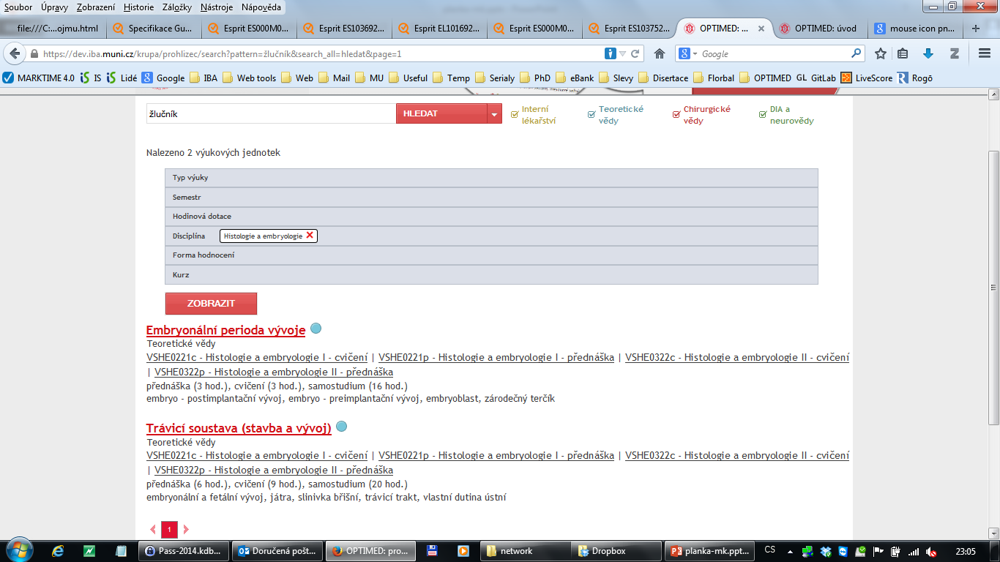 Soubor Úpravy Zobrazení Historie Záložky Nástroje Nápověda
file:///C:...ojmu.html Specifikace Gu... Esprit ES000M0... Esprit ES103692... Esprit EL101692... Esprit ES000M0... Esprit ES103752... OPTIMED: ... OPTIMED: úvod mouse icon pn...
https://dev.iba.muni.cz/krupa/prohlizec/search?pattern=žlučník&search_all=hledat&page=1 Google
MARKTIME 4.0 IS Lidé Google IBA Web tools Web Mail MU Useful Temp Serialy PhD eBank Slevy Disertace Florbal OPTIMED GL GitLab LiveScore Rogō
žlučník HLEDAT
Interní lékařství
Teoretické vědy
Chirurgické vědy
DIA a neurovědy
Nalezeno 2 výukových jednotek
Typ výuky
Semestr
Hodinová dotace
Disciplína Histologie a embryologie
Forma hodnocení
Kurz
ZOBRAZIT
Embryonální perioda vývoje
Teoretické vědy
VSHE0221c - Histologie a embryologie I - cvičení | VSHE0221p - Histologie a embryologie I - přednáška | VSHE0322c - Histologie a embryologie II - cvičení
| VSHE0322p - Histologie a embryologie II - přednáška
přednáška (3 hod.), cvičení (3 hod.), samostudium (16 hod.)
embryo - postimplantační vývoj, embryo - preimplantační vývoj, embryoblast, zárodečný terčík
Trávicí soustava (stavba a vývoj)
Teoretické vědy
VSHE0221c - Histologie a embryologie I - cvičení | VSHE0221p - Histologie a embryologie I - přednáška | VSHE0322c - Histologie a embryologie II - cvičení
| VSHE0322p - Histologie a embryologie II - přednáška
přednáška (6 hod.), cvičení (9 hod.), samostudium (20 hod.)
embryonální a fetální vývoj, játra, slinivka břišní, trávicí trakt, vlastní dutina ústní
1
Pass-2014.kdb... Doručená pošt... OPTIMED: pro... network Dropbox planka-mk.ppt... CS 23:05